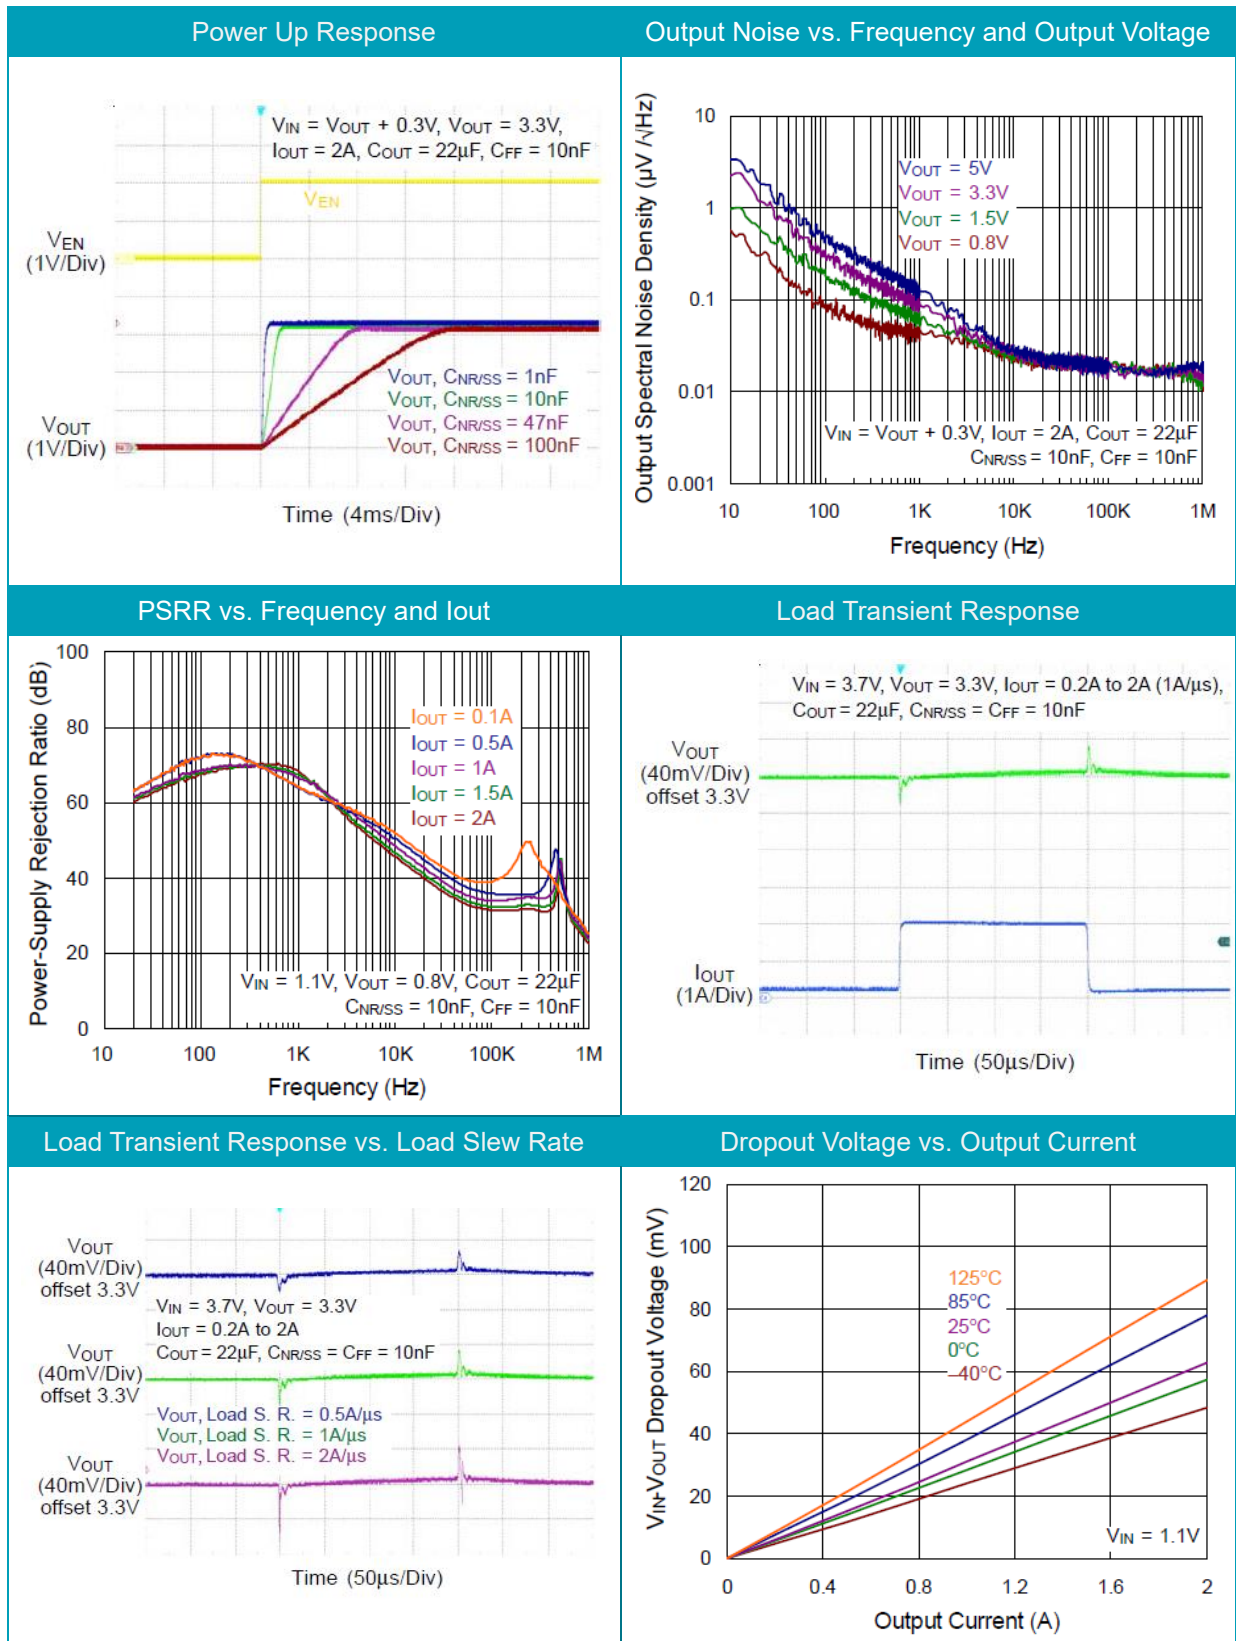 Power Up Response
VIN = VOUT + 0.3V, VOUT = 3.3V,
IOUT = 2A, COUT = 22µF, CFF = 10nF
VEN
VEN
(1V/Div)
VOUT, CNR/SS = 1nF
VOUT, CNR/SS = 10nF
VOUT, CNR/SS = 47nF
VOUT, CNR/SS = 100nF
VOUT
(1V/Div)
Time (4ms/Div)
Output Noise vs. Frequency and Output Voltage
Output Spectral Noise Density (µV /√Hz)
10
1
0.1
0.01
0.001
VOUT = 5V
VOUT = 3.3V
VOUT = 1.5V
VOUT = 0.8V
VIN = VOUT + 0.3V, IOUT = 2A, COUT = 22µF
CNR/SS = 10nF, CFF = 10nF
10 100 1K 10K 100K 1M
Frequency (Hz)
PSRR vs. Frequency and Iout
Power-Supply Rejection Ratio (dB)
100
80
60
40
20
0
IOUT = 0.1A
IOUT = 0.5A
IOUT = 1A
IOUT = 1.5A
IOUT = 2A
VIN = 1.1V, VOUT = 0.8V, COUT = 22µF
CNR/SS = 10nF, CFF = 10nF
10 100 1K 10K 100K 1M
Frequency (Hz)
Load Transient Response
VIN = 3.7V, VOUT = 3.3V, IOUT = 0.2A to 2A (1A/µs),
COUT = 22µF, CNR/SS = CFF = 10nF
VOUT
(40mV/Div)
offset 3.3V
IOUT
(1A/Div)
Time (50µs/Div)
Load Transient Response vs. Load Slew Rate
VOUT
(40mV/Div)
offset 3.3V
VIN = 3.7V, VOUT = 3.3V
IOUT = 0.2A to 2A
COUT = 22µF, CNR/SS = CFF = 10nF
VOUT
(40mV/Div)
offset 3.3V
VOUT, Load S. R. = 0.5A/µs
VOUT, Load S. R. = 1A/µs
VOUT, Load S. R. = 2A/µs
VOUT
(40mV/Div)
offset 3.3V
Time (50µs/Div)
Dropout Voltage vs. Output Current
VIN-VOUT Dropout Voltage (mV)
120
100
80
60
40
20
0
125°C
85°C
25°C
0°C
–40°C
VIN = 1.1V
0 0.4 0.8 1.2 1.6 2
Output Current (A)